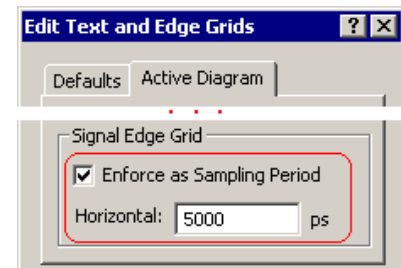 Edit Text and Edge Grids
Defaults Active Diagram
Signal Edge Grid
Enforce as Sampling Period
Horizontal: 5000 ps